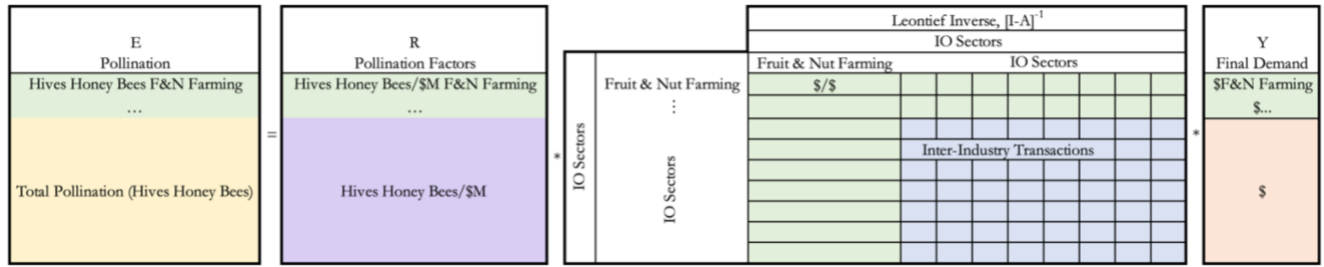 E
Pollination
Hives Honey Bees F&N Farming
...
Total Pollination (Hives Honey Bees)
=
R
Pollination Factors
Hives Honey Bees/$M F&N Farming
...
Hives Honey Bees/$M
*
IO Sectors
Fruit & Nut Farming
⋮
IO Sectors
Leontief Inverse, [I-A]⁻¹
IO Sectors
Fruit & Nut Farming IO Sectors
$/$
Inter-Industry Transactions
*
Y
Final Demand
$F&N Farming
$...
$